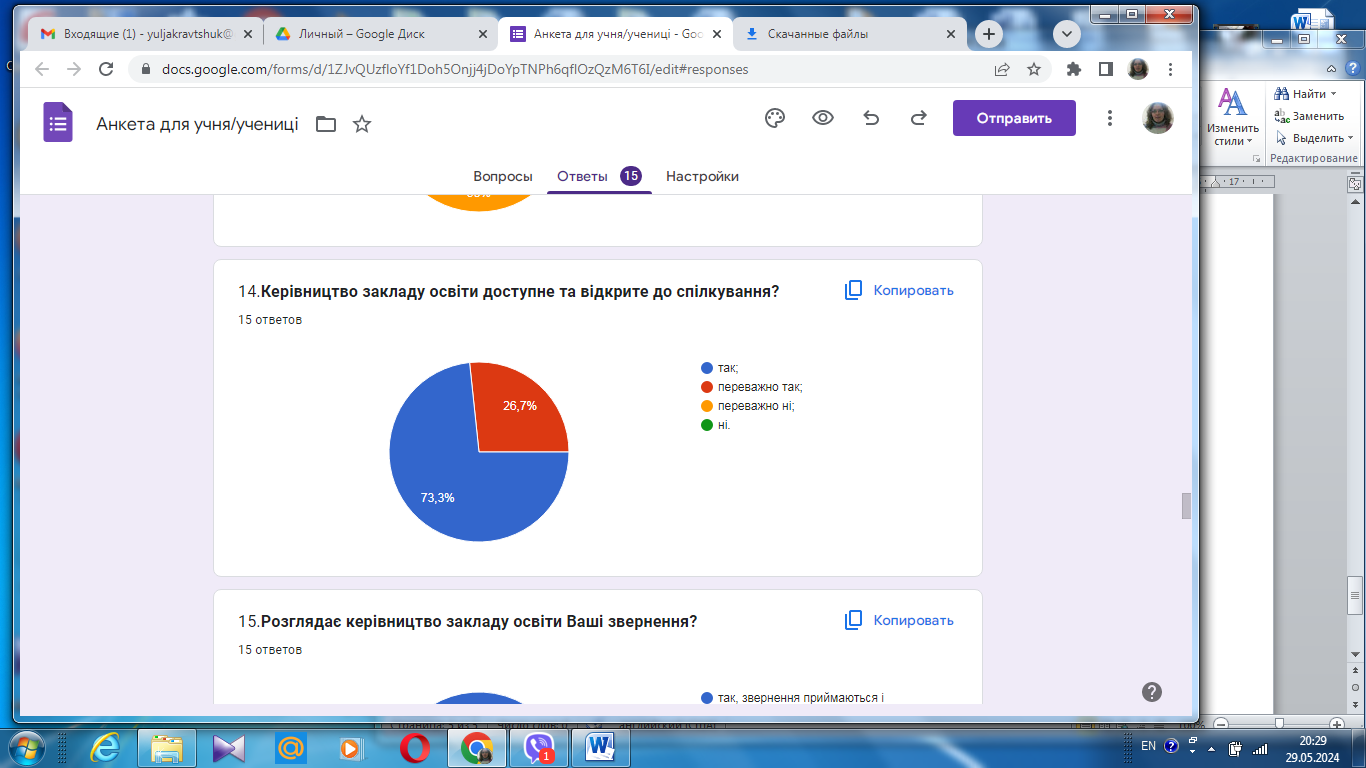 Входящие (1) - yuljakravtshuk@
Личный – Google Диск
Анкета для учня/учениці - Goo
Скачанные файлы
docs.google.com/forms/d/1ZJvQUzfloYf1Doh5Onjj4jDoYpTNPh6qflOzQzM6T6I/edit#responses
Анкета для учня/учениці
Отправить
Вопросы
Ответы 15
Настройки
14.Керівництво закладу освіти доступне та відкрите до спілкування?
Копировать
15 ответов
26,7%
73,3%
так;
переважно так;
переважно ні;
ні.
15.Розглядає керівництво закладу освіти Ваші звернення?
Копировать
15 ответов
так, звернення приймаються і
Найти
Заменить
Выделить
Изменить
стили
Редактирование
17
EN
1
20:29
29.05.2024